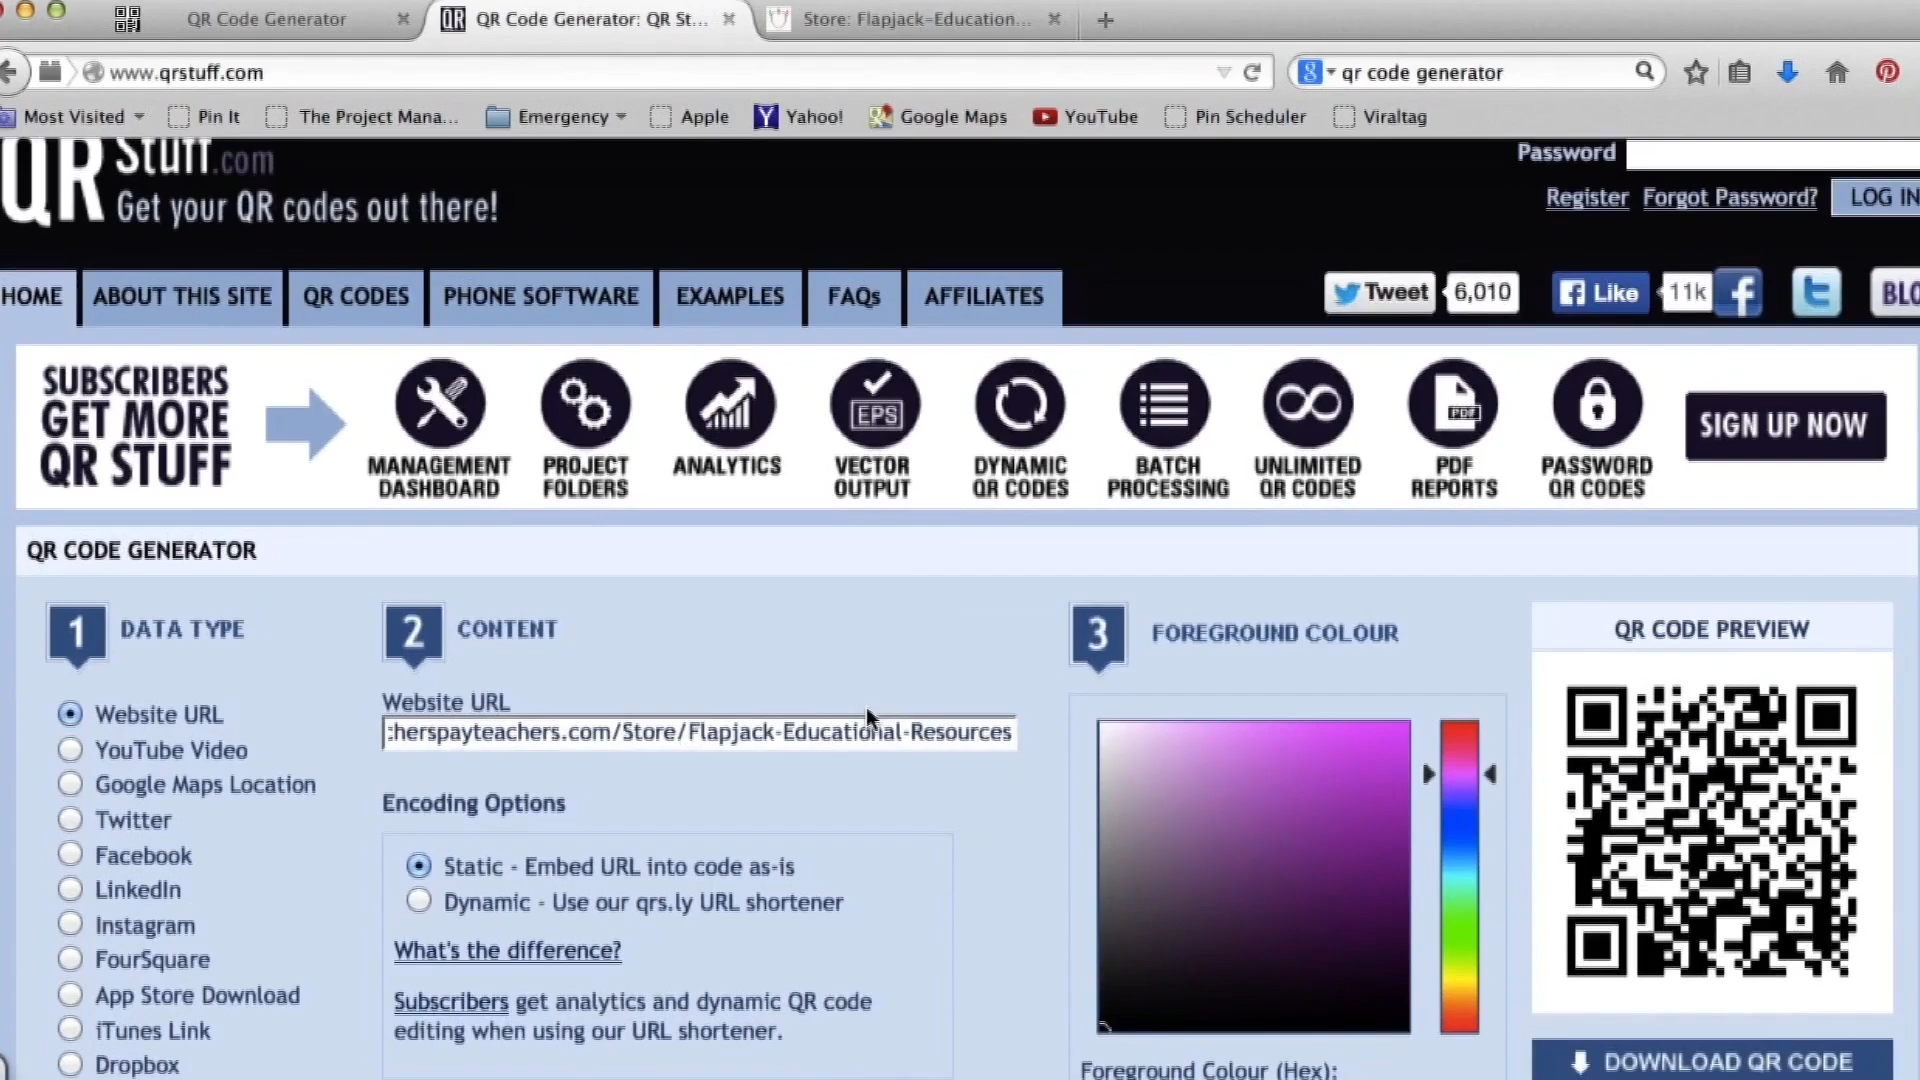 QR Code Generator
QR Code Generator: QR St...
Store: Flapjack-Education...
www.qrstuff.com
qr code generator
Most Visited
Pin It
The Project Mana...
Emergency
Apple
Yahoo!
Google Maps
YouTube
Pin Scheduler
Viraltag
QR Stuff.com
Get your QR codes out there!
Password
Register Forgot Password? LOG IN
HOME
ABOUT THIS SITE
QR CODES
PHONE SOFTWARE
EXAMPLES
FAQs
AFFILIATES
Tweet 6,010
Like 11k
SUBSCRIBERS
GET MORE
QR STUFF
MANAGEMENT
DASHBOARD
PROJECT
FOLDERS
ANALYTICS
EPS
VECTOR
OUTPUT
DYNAMIC
QR CODES
BATCH
PROCESSING
UNLIMITED
QR CODES
PDF
PDF
REPORTS
PASSWORD
QR CODES
SIGN UP NOW
QR CODE GENERATOR
1 DATA TYPE
Website URL
YouTube Video
Google Maps Location
Twitter
Facebook
LinkedIn
Instagram
FourSquare
App Store Download
iTunes Link
Dropbox
2 CONTENT
Website URL
cherspayteachers.com/Store/Flapjack-Educational-Resources
Encoding Options
Static - Embed URL into code as-is
Dynamic - Use our qrs.ly URL shortener
What's the difference?
Subscribers get analytics and dynamic QR code
editing when using our URL shortener.
3 FOREGROUND COLOUR
Foreground Colour (Hex):
QR CODE PREVIEW
DOWNLOAD QR CODE